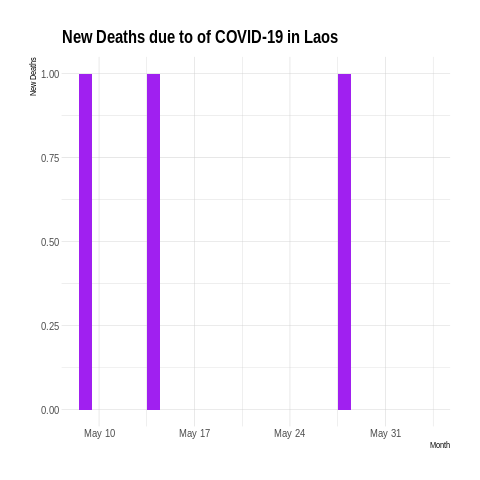 New Deaths due to of COVID-19 in Laos
New Deaths
1.00
0.75
0.50
0.25
0.00
May 10 May 17 May 24 May 31
Month